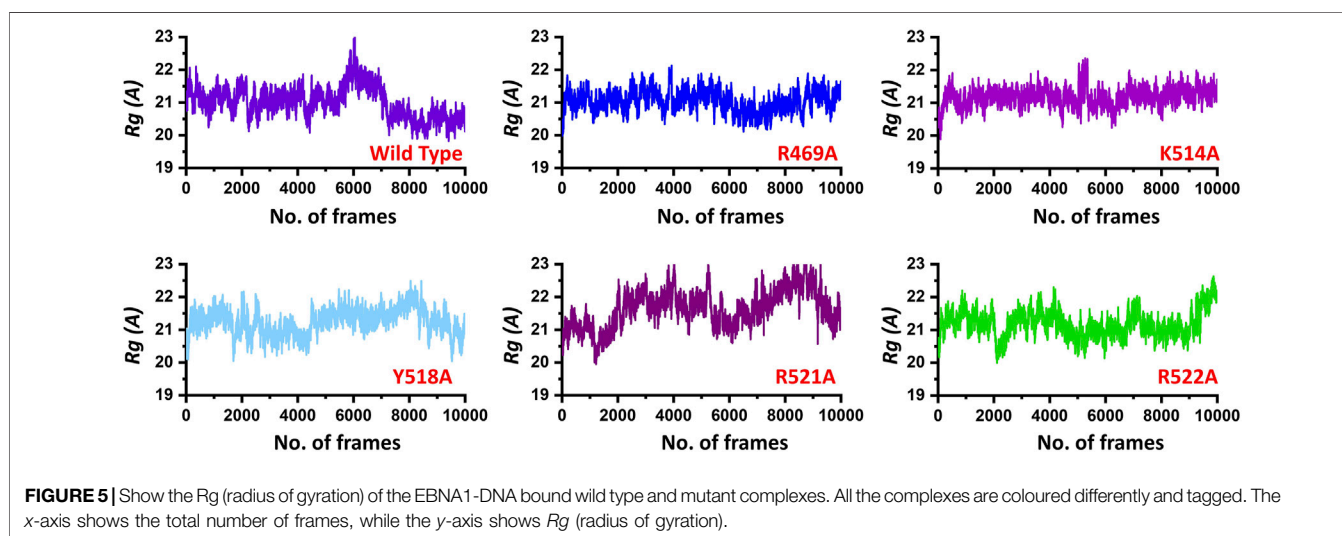 23
22
21
20
19
Rg (A)
Wild Type
0 2000 4000 6000 8000 10000
No. of frames
23
22
21
20
19
Rg (A)
R469A
0 2000 4000 6000 8000 10000
No. of frames
23
22
21
20
19
Rg (A)
K514A
0 2000 4000 6000 8000 10000
No. of frames
23
22
21
20
19
Rg (A)
Y518A
0 2000 4000 6000 8000 10000
No. of frames
23
22
21
20
19
Rg (A)
R521A
0 2000 4000 6000 8000 10000
No. of frames
23
22
21
20
19
Rg (A)
R522A
0 2000 4000 6000 8000 10000
No. of frames
FIGURE 5 | Show the Rg (radius of gyration) of the EBNA1-DNA bound wild type and mutant complexes. All the complexes are coloured differently and tagged. The
x-axis shows the total number of frames, while the y-axis shows Rg (radius of gyration).